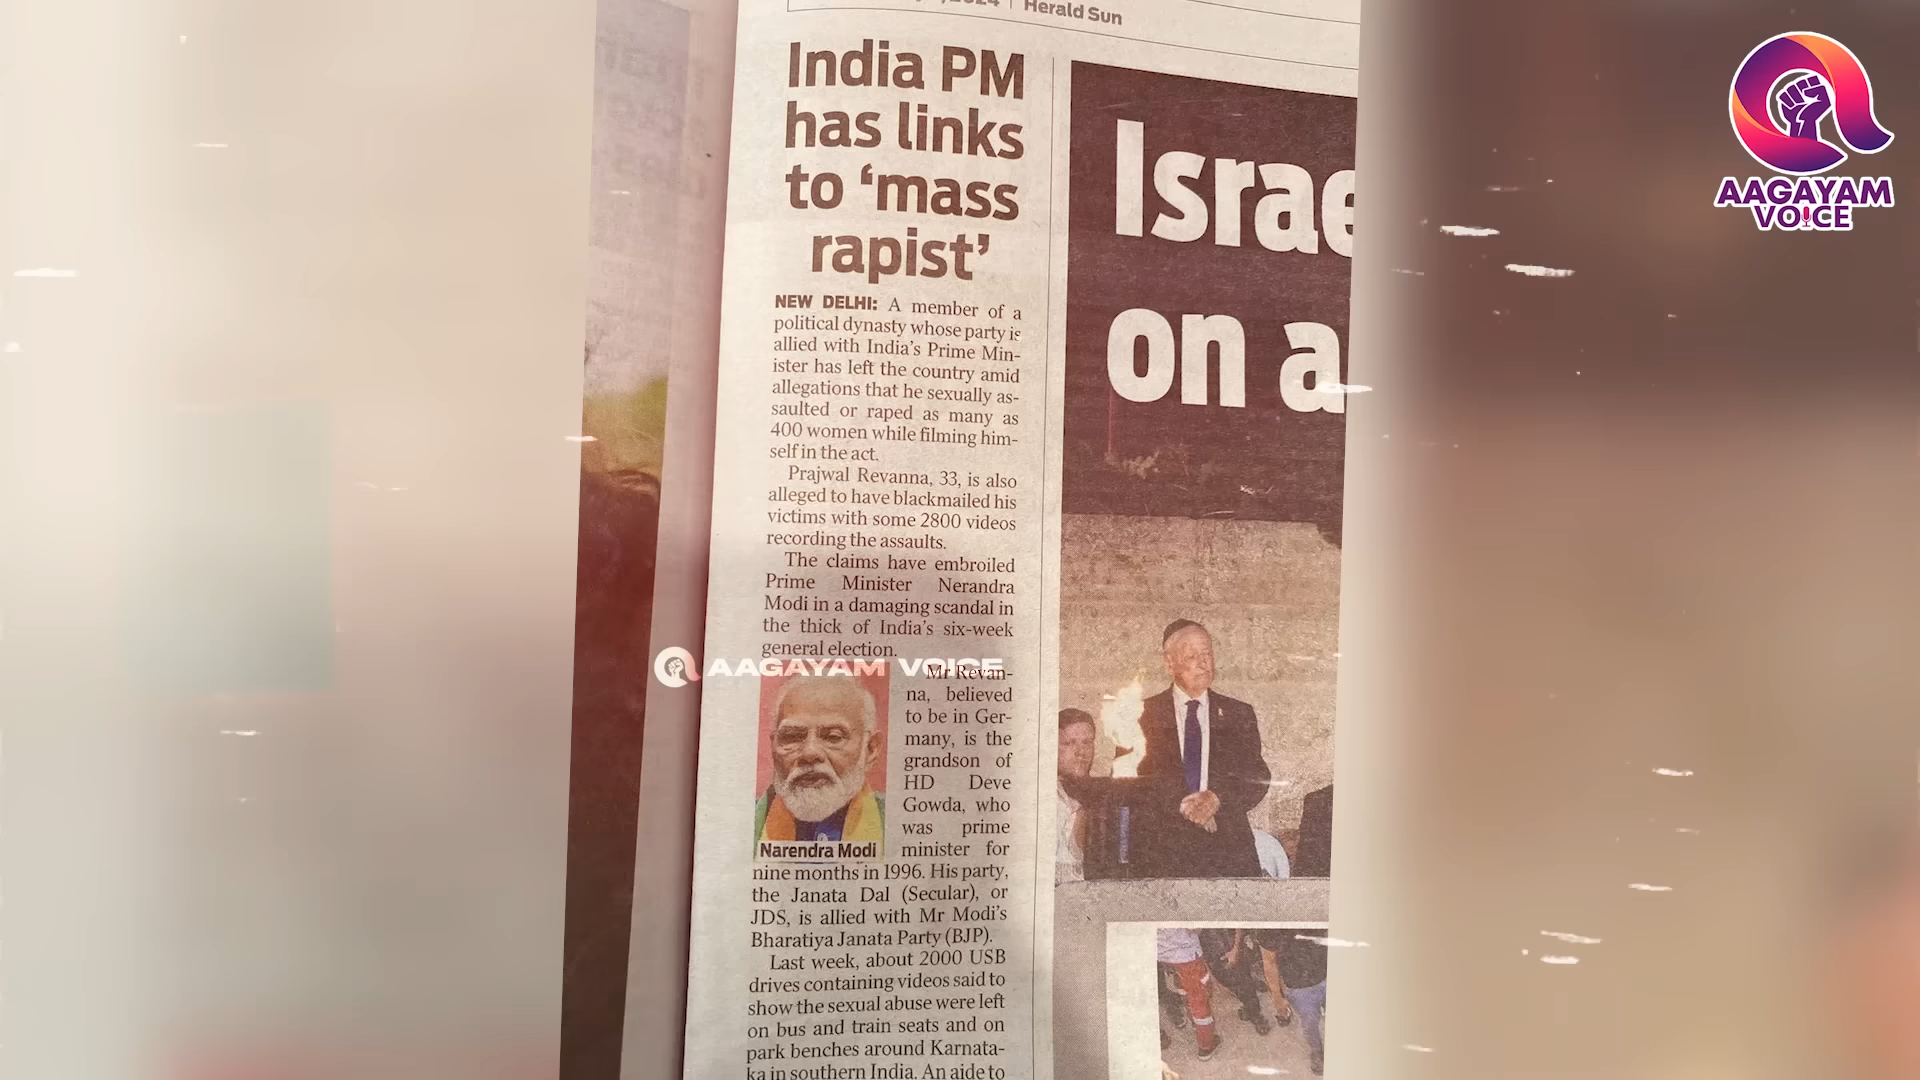 2024 | Herald Sun
India PM
has links
to ‘mass
rapist’
NEW DELHI: A member of a
political dynasty whose party is
allied with India’s Prime Min-
ister has left the country amid
allegations that he sexually as-
saulted or raped as many as
400 women while filming him-
self in the act.
Prajwal Revanna, 33, is also
alleged to have blackmailed his
victims with some 2800 videos
recording the assaults.
The claims have embroiled
Prime Minister Nerandra
Modi in a damaging scandal in
the thick of India’s six-week
general election.
Mr Revan-
na, believed
to be in Ger-
many, is the
grandson of
HD Deve
Gowda, who
was prime
minister for
nine months in 1996. His party,
the Janata Dal (Secular), or
JDS, is allied with Mr Modi’s
Bharatiya Janata Party (BJP).
Last week, about 2000 USB
drives containing videos said to
show the sexual abuse were left
on bus and train seats and on
park benches around Karnata-
ka in southern India. An aide to
Narendra Modi
Israe
on a
AAGAYAM VOICE
AAGAYAM
VOICE